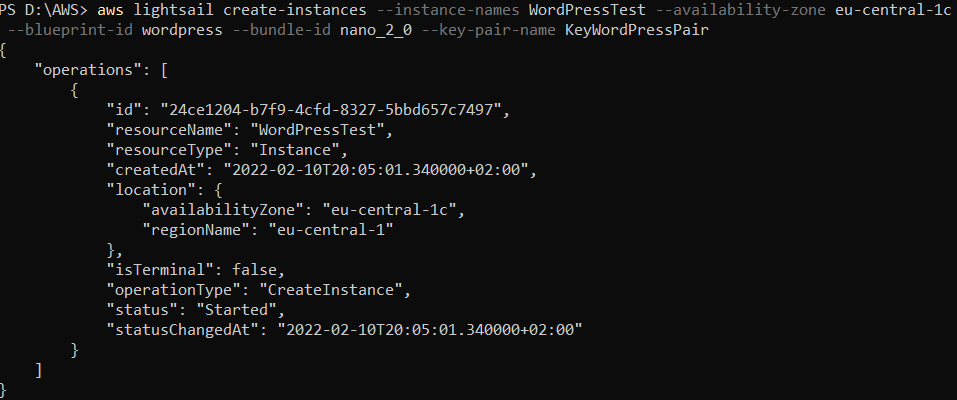 PS D:\AWS> aws lightsail create-instances --instance-names WordPressTest --availability-zone eu-central-1c
 --blueprint-id wordpress --bundle-id nano_2_0 --key-pair-name KeyWordPressPair
{
    "operations": [
        {
            "id": "24ce1204-b7f9-4cfd-8327-5bbd657c7497",
            "resourceName": "WordPressTest",
            "resourceType": "Instance",
            "createdAt": "2022-02-10T20:05:01.340000+02:00",
            "location": {
                "availabilityZone": "eu-central-1c",
                "regionName": "eu-central-1"
            },
            "isTerminal": false,
            "operationType": "CreateInstance",
            "status": "Started",
            "statusChangedAt": "2022-02-10T20:05:01.340000+02:00"
        }
    ]
}